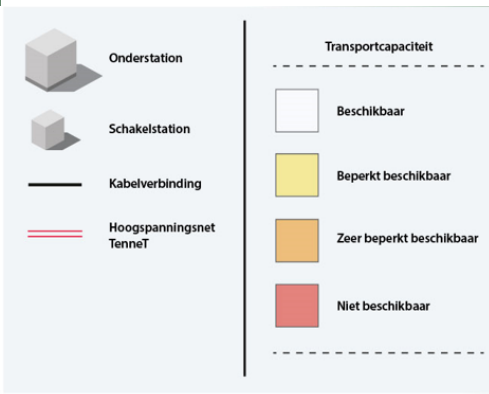 Onderstation
Schakelstation
Kabelverbinding
Hoogspanningsnet
TenneT
Transportcapaciteit
Beschikbaar
Beperkt beschikbaar
Zeer beperkt beschikbaar
Niet beschikbaar